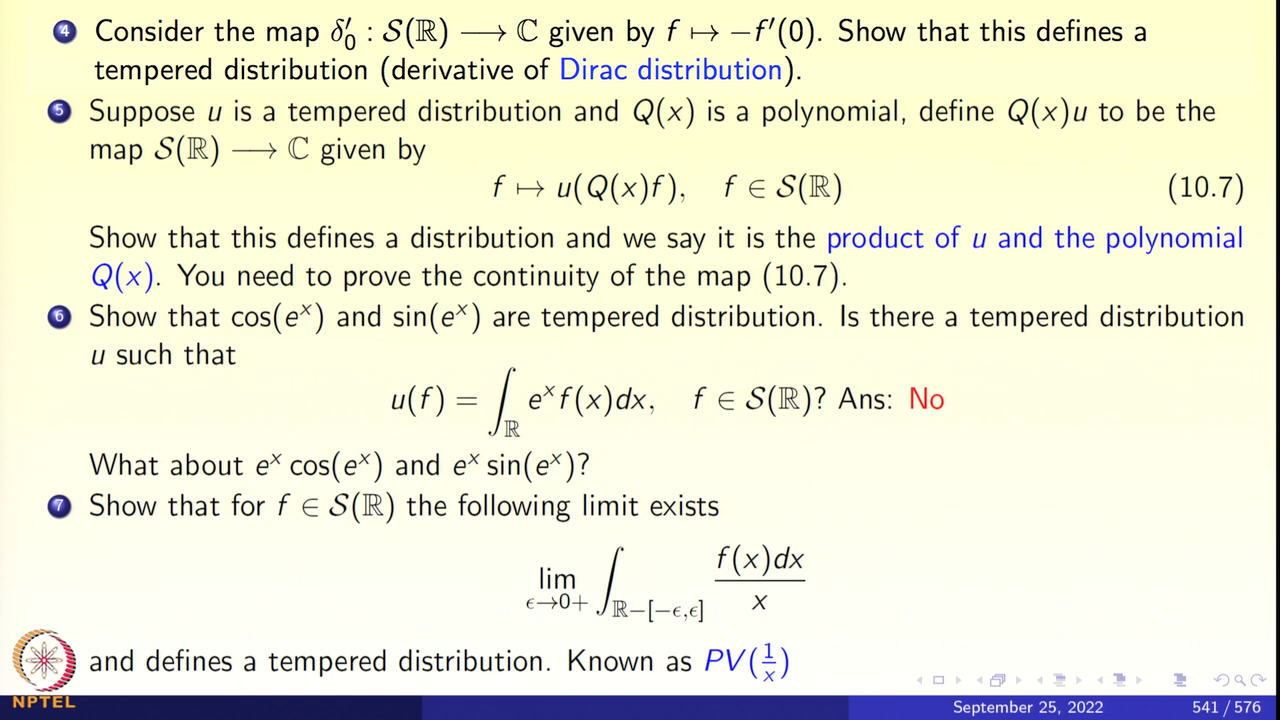 4 Consider the map δ′₀ : 𝒮(ℝ) ⟶ ℂ given by f ↦ −f′(0). Show that this defines a
tempered distribution (derivative of Dirac distribution).
5 Suppose u is a tempered distribution and Q(x) is a polynomial, define Q(x)u to be the
map 𝒮(ℝ) ⟶ ℂ given by
f ↦ u(Q(x)f), f ∈ 𝒮(ℝ) (10.7)
Show that this defines a distribution and we say it is the product of u and the polynomial
Q(x). You need to prove the continuity of the map (10.7).
6 Show that cos(eˣ) and sin(eˣ) are tempered distribution. Is there a tempered distribution
u such that
u(f) = ∫_ℝ eˣf(x)dx, f ∈ 𝒮(ℝ)? Ans: No
What about eˣ cos(eˣ) and eˣ sin(eˣ)?
7 Show that for f ∈ 𝒮(ℝ) the following limit exists
lim_{ϵ→0+} ∫_{ℝ−[−ϵ,ϵ]} f(x)dx / x
and defines a tempered distribution. Known as PV(1/x)
NPTEL
September 25, 2022 541 / 576